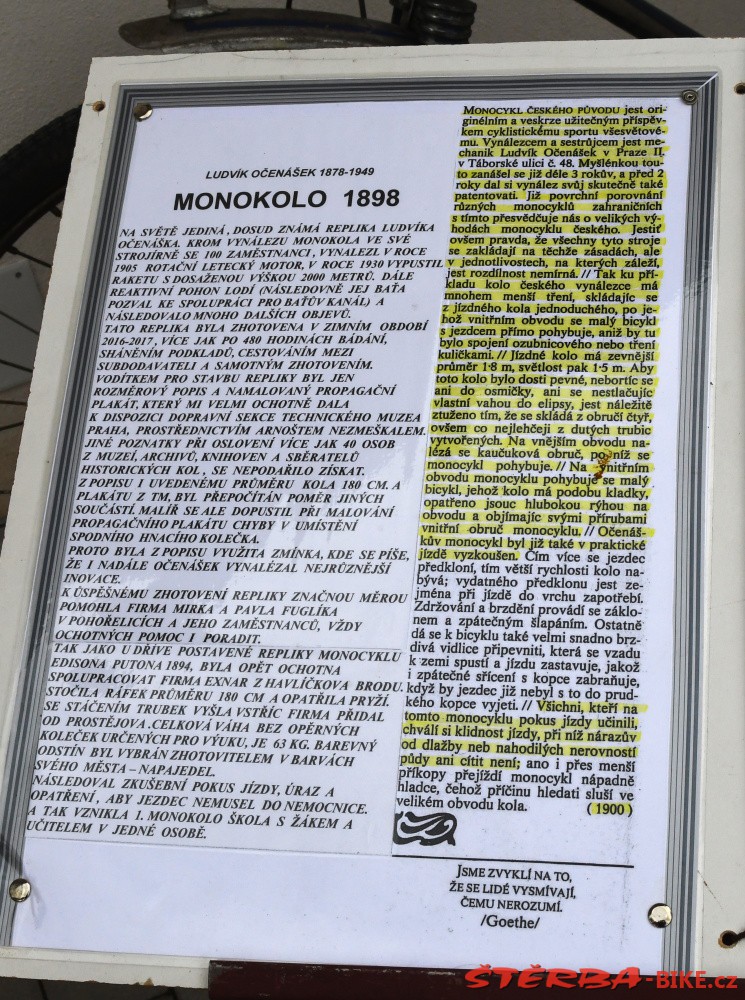 LUDVÍK OČENÁŠEK 1878-1949
MONOKOLO 1898
NA SVĚTĚ JEDINÁ, DOSUD ZNÁMÁ REPLIKA LUDVÍKA
OČENÁŠKA. KROM VYNÁLEZU MONOKOLA VE SVÉ
STROJÍRNĚ SE 100 ZAMĚSTNANCI, VYNALEZL V ROCE
1905 ROTAČNÍ LETECKÝ MOTOR, V ROCE 1930 VYPUSTIL
RAKETU S DOSAŽENOU VÝŠKOU 2000 METRŮ. DÁLE
REAKTIVNÍ POHON LODÍ (NÁSLEDOVNĚ JEJ BAŤA
POZVAL KE SPOLUPRÁCI PRO BAŤŮV KANÁL) A
NÁSLEDOVALO MNOHO DALŠÍCH OBJEVŮ.
TATO REPLIKA BYLA ZHOTOVENA V ZIMNÍM OBDOBÍ
2016-2017, VÍCE JAK PO 480 HODINÁCH BÁDÁNÍ,
SHÁNĚNÍM PODKLADŮ, CESTOVÁNÍM MEZI
SUBDODAVATELI A SAMOTNÝM ZHOTOVENÍM.
VODÍTKEM PRO STAVBU REPLIKY BYL JEN
ROZMĚROVÝ POPIS A NAMALOVANÝ PROPAGAČNÍ
PLAKÁT, KTERÝ MI VELMI OCHOTNĚ DALA
K DISPOZICI DOPRAVNÍ SEKCE TECHNICKÉHO MUZEA
PRAHA, PROSTŘEDNICTVÍM ARNOŠTEM NEZMEŠKALEM.
JINÉ POZNATKY PŘI OSLOVENÍ VÍCE JAK 40 OSOB
Z MUZEÍ, ARCHIVŮ, KNIHOVEN A SBĚRATELŮ
HISTORICKÝCH KOL, SE NEPODAŘILO ZÍSKAT.
Z POPISU I UVEDENÉMU PRŮMĚRU KOLA 180 CM. A
PLAKÁTU Z TM, BYL PŘEPOČÍTÁN POMĚR JINÝCH
SOUČÁSTÍ. MALÍŘ SE ALE DOPUSTIL PŘI MALOVÁNÍ
PROPAGAČNÍHO PLAKÁTU CHYBY V UMÍSTĚNÍ
SPODNÍHO HNACÍHO KOLEČKA.
PROTO BYLA Z POPISU VYUŽITA ZMÍNKA, KDE SE PÍŠE,
ŽE I NADÁLE OČENÁŠEK VYNALÉZAL NEJRŮZNĚJŠÍ
INOVACE.
K ÚSPĚŠNÉMU ZHOTOVENÍ REPLIKY ZNAČNOU MĚROU
POMOHLA FIRMA MIRKA A PAVLA FUGLÍKA
V POHOŘELICÍCH A JEHO ZAMĚSTNANCŮ, VŽDY
OCHOTNÝCH POMOC I PORADIT.
TAK JAKO U DŘÍVE POSTAVENÉ REPLIKY MONOCYKLU
EDISONA PUTONA 1894, BYLA OPĚT OCHOTNA
SPOLUPRACOVAT FIRMA EXNAR Z HAVLÍČKOVA BRODU.
STOČILA RÁFEK PRŮMĚRU 180 CM A OPATŘILA PRYŽÍ.
SE STÁČENÍM TRUBEK VYŠLA VSTŘÍC FIRMA PŘIDAL
OD PROSTĚJOVA. CELKOVÁ VÁHA BEZ OPĚRNÝCH
KOLEČEK URČENÝCH PRO VÝUKU, JE 63 KG. BAREVNÝ
ODSTÍN BYL VYBRÁN ZHOTOVITELEM V BARVÁCH
SVÉHO MĚSTA – NAPAJEDEL.
NÁSLEDOVAL ZKUŠEBNÍ POKUS JÍZDY, ÚRAZ A
OPATŘENÍ, ABY JEZDEC NEMUSEL DO NEMOCNICE.
A TAK VZNIKLA 1. MONOKOLO ŠKOLA S ŽÁKEM A
UČITELEM V JEDNÉ OSOBĚ.
MONOCYKL ČESKÉHO PŮVODU jest ori-
ginélním a veskrze užitečným příspěv-
kem cyklistickému sportu všesvětové-
mu. Vynálezcem a sestrůjcem jest me-
chanik Ludvík Očenášek v Praze II,
v Táborské ulici č. 48. Myšlénkou tou-
to zanášel se již déle 3 rokův, a před 2
roky dal si vynález svůj skutečně také
patentovati. Již povrchní porovnání
různých monocyklů zahraničních
s tímto přesvědčuje nás o velikých vý-
hodách monocyklu českého. Jestiť
ovšem pravda, že všechny tyto stroje
se zakládají na těchže zásadách, ale
v jednotlivostech, na kterých záleží,
jest rozdílnost nemírná. // Tak ku pří-
kladu kolo českého vynálezce má
mnohem menší tření, skládajíc se
z jízdného kola jednoduchého, po je-
hož vnitřním obvodu se malý bicykl
s jezdcem přímo pohybuje, aniž by tu
bylo spojení ozubnicového nebo tření
kuličkami. // Jízdné kolo má zevnější
průměr 1·8 m, světlost pak 1·5 m. Aby
toto kolo bylo dosti pevné, nebortíc se
ani do osmičky, ani se nestlačujíc
vlastní vahou do elipsy, jest náležitě
ztuženo tím, že se skládá z obručí čtyř,
ovšem co nejlehčeji z dutých trubic
vytvořených. Na vnějším obvodu na-
lézá se kaučuková obruč, po níž se
monocykl pohybuje. // Na vnitřním
obvodu monocyklu pohybuje se malý
bicykl, jehož kolo má podobu kladky,
opatřeno jsouc hlubokou rýhou na
obvodu a objímajíc svými přírubami
vnitřní obruč monocyklu. // Očenáš-
kův monocykl byl již také v praktické
jízdě vyzkoušen. Čím více se jezdec
předkloní, tím větší rychlosti kolo na-
bývá; vydatného předklonu jest ze-
jména při jízdě do vrchu zapotřebí.
Zdržování a brzdění provádí se záklo-
nem a zpátečným šlapáním. Ostatně
dá se k bicyklu také velmi snadno brz-
divá vidlice připevniti, která se vzadu
k zemi spustí a jízdu zastavuje, jakož
i zpátečné sřícení s kopce zabraňuje,
když by jezdec již nebyl s to do prud-
kého kopce vyjeti. // Všichni, kteří na
tomto monocyklu pokus jízdy učinili,
chválí si klidnost jízdy, při níž nárazův
od dlažby neb nahodilých nerovností
půdy ani cítit není; ano i přes menší
příkopy přejíždí monocykl nápadně
hladce, čehož příčinu hledati sluší ve
velikém obvodu kola. (1900)
JSME ZVYKLÍ NA TO,
ŽE SE LIDÉ VYSMÍVAJÍ,
ČEMU NEROZUMÍ.
/Goethe/
ŠTĚRBA-BIKE.cz